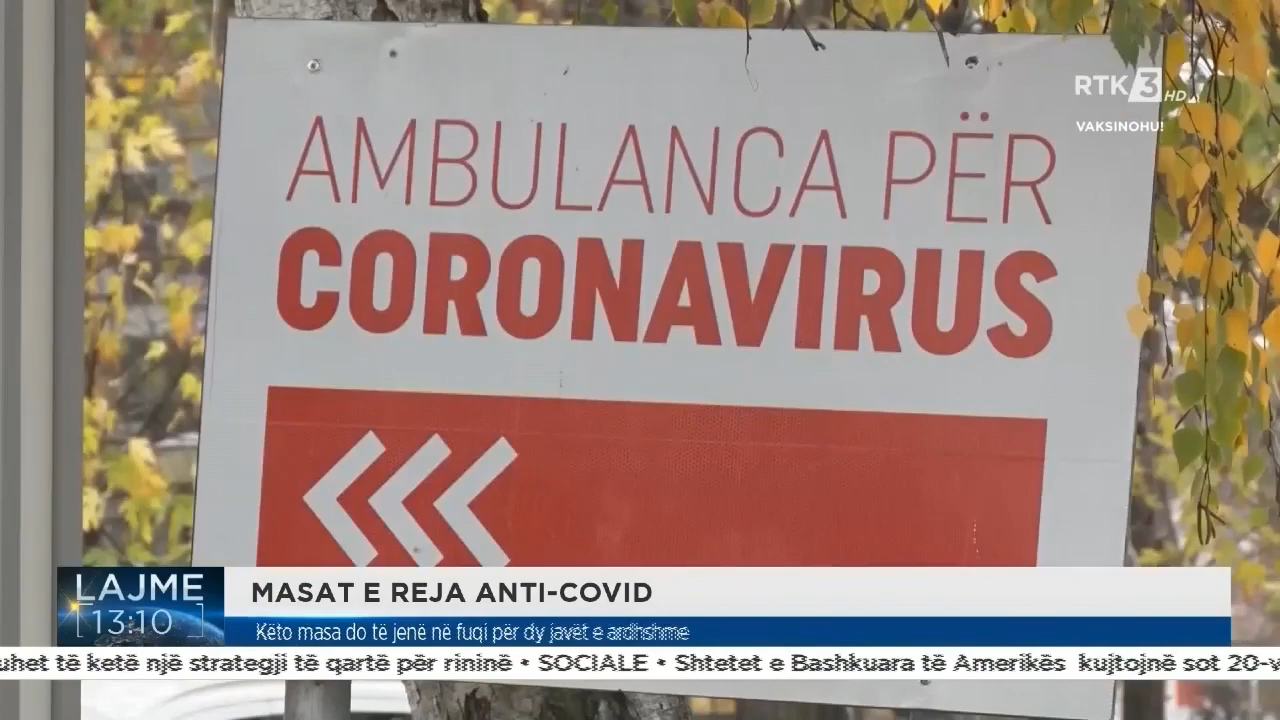 RTK 3 HD
VAKSINOHU!
AMBULANCA PËR
CORONAVIRUS
LAJME
13:10
MASAT E REJA ANTI-COVID
Këto masa do të jenë në fuqi për dy javët e ardhshme
të ketë një strategji të qartë për rininë • SOCIALE • Shtetet e Bashkuara të Amerikës kujtojnë sot